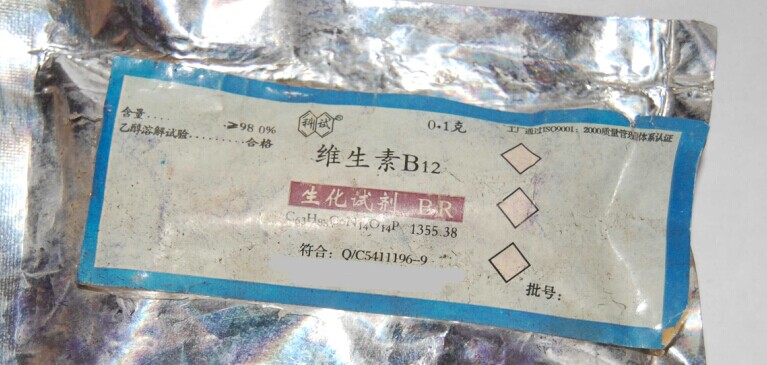 含量....≥98.0%
乙醇溶解试验.........合格
科试®
0.1克
工厂通过ISO9001:2000质量管理体系认证
维生素B12
生化试剂 BR
C63H88CoN14O14P 1355.38
符合: Q/C5411196-9
批号: